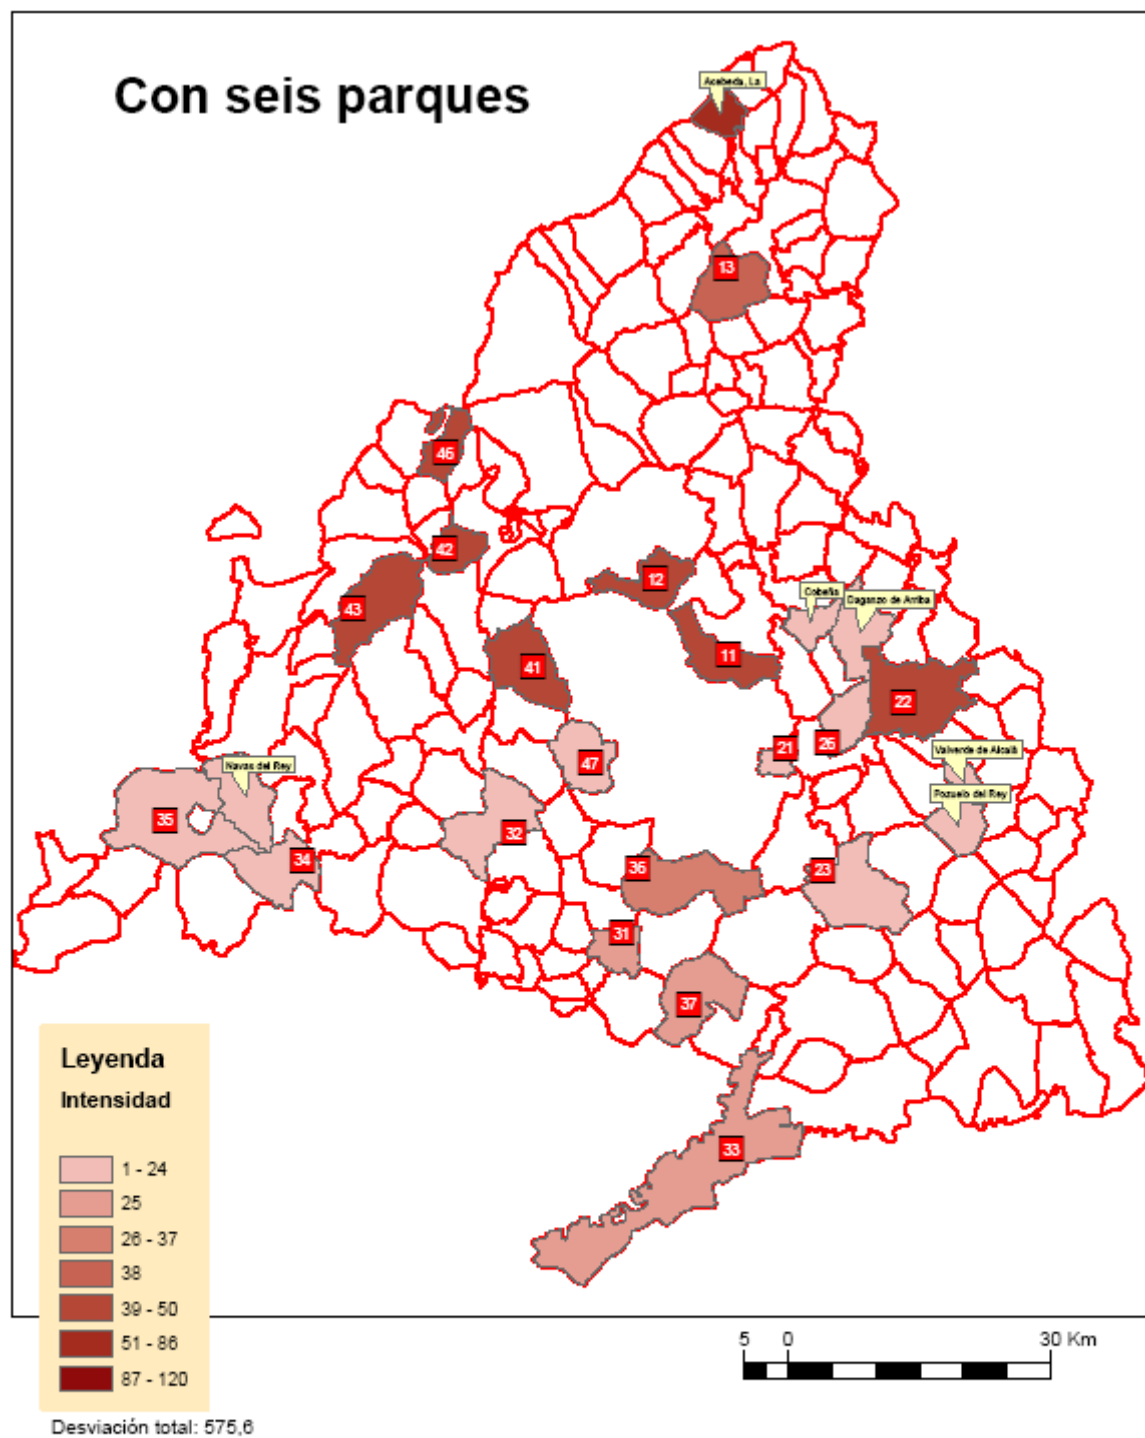 Con seis parques
Acebeda, La
13
46
42
12
43
Cobeña
Daganzo de Arriba
11
41
22
21
26
Valverde de Alcalá
47
Navas del Rey
Pozuelo del Rey
35
32
34
36
23
31
37
33
Leyenda
Intensidad
1 - 24
25
26 - 37
38
39 - 50
51 - 86
87 - 120
5 0 30 Km
Desviación total: 575,6